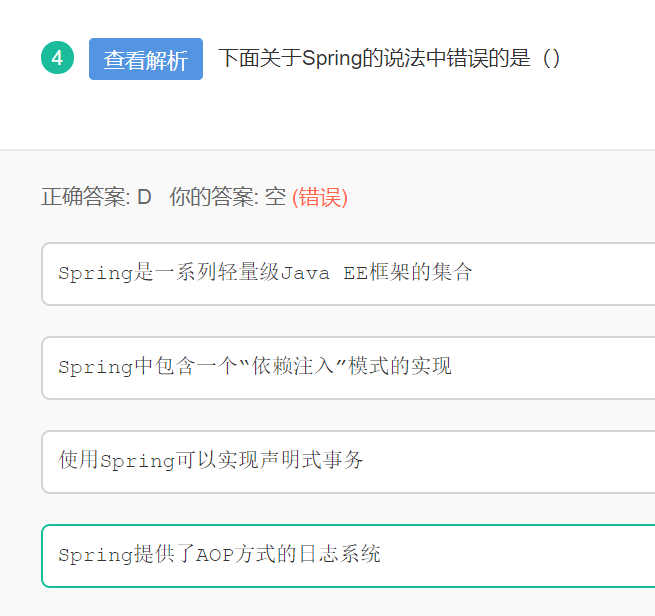 4 查看解析 下面关于Spring的说法中错误的是（）
正确答案: D 你的答案: 空 (错误)
Spring是一系列轻量级Java EE框架的集合
Spring中包含一个“依赖注入”模式的实现
使用Spring可以实现声明式事务
Spring提供了AOP方式的日志系统